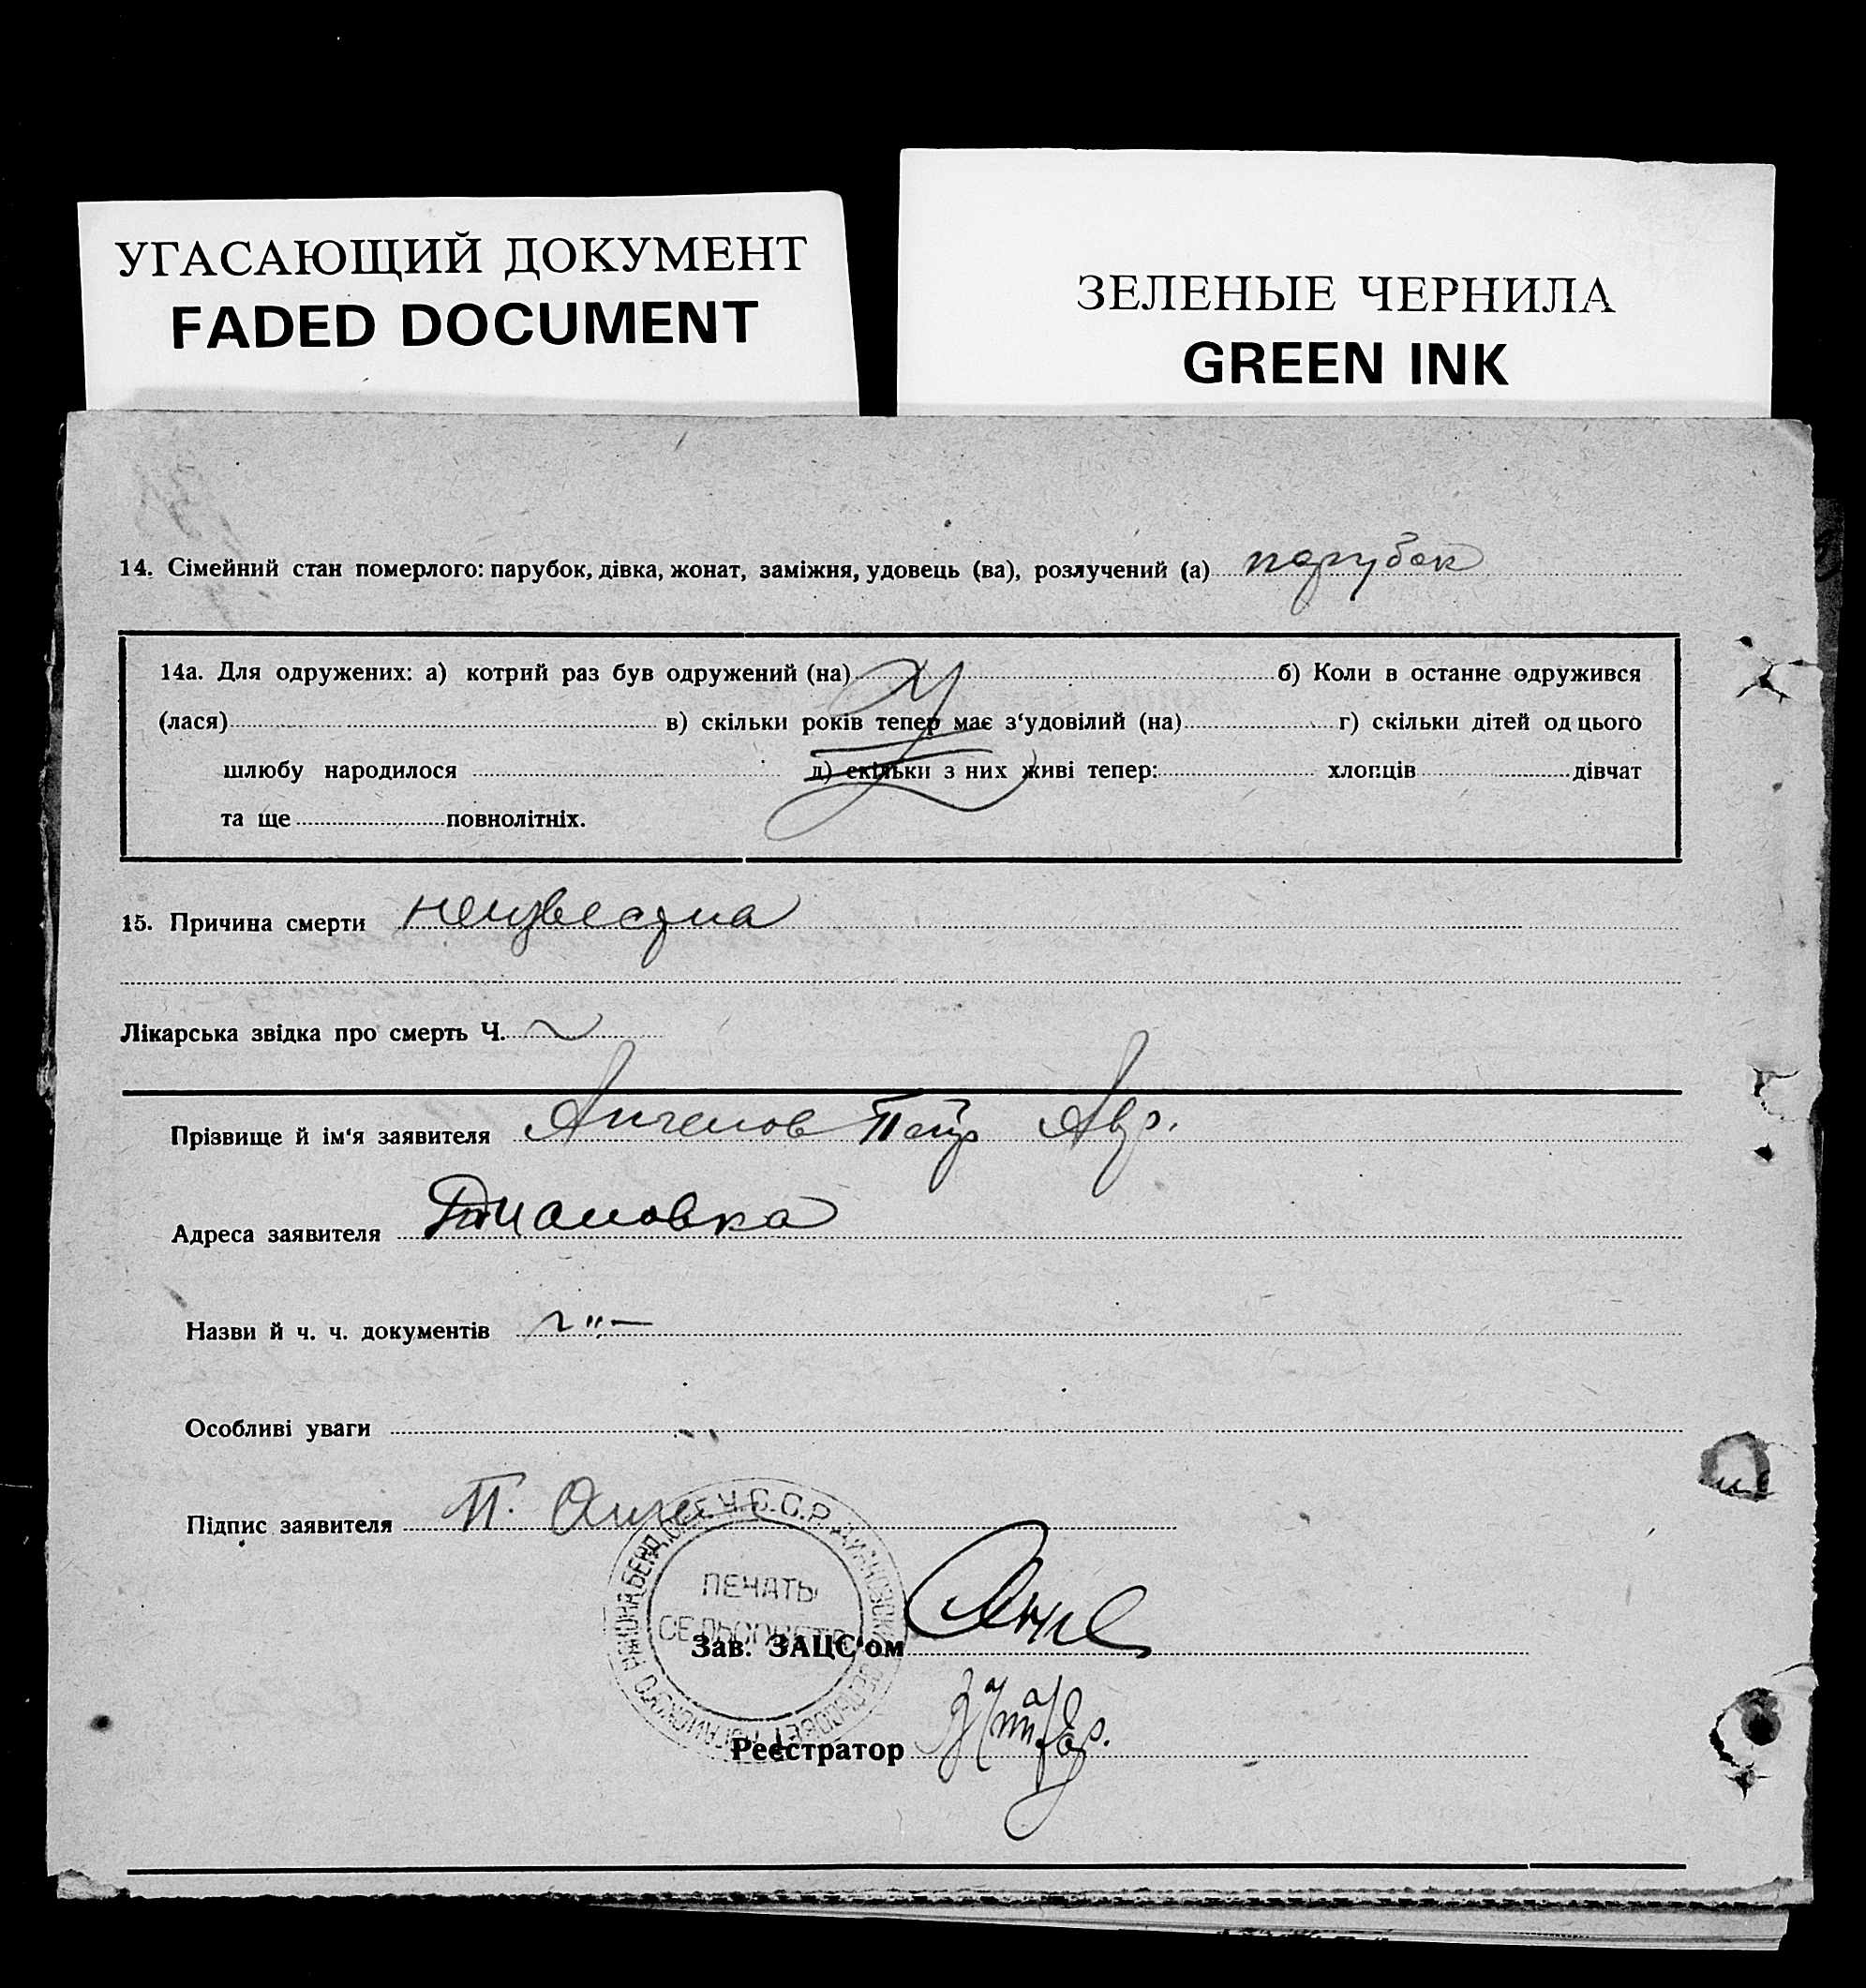 УГАСАЮЩИЙ ДОКУМЕНТ
FADED DOCUMENT
ЗЕЛЕНЫЕ ЧЕРНИЛА
GREEN INK
14. Сімейний стан померлого: парубок, дівка, жонат, заміжня, удовець (ва), розлучений (а) парубок
14а. Для одружених: а) котрий раз був одружений (на) б) Коли в останнє одружився
(лася) в) скільки років тепер має з‘удовілий (на) г) скільки дітей од цього
шлюбу народилося д) скільки з них живі тепер: хлопців дівчат
та ще повнолітніх.
15. Причина смерти неизвестна
Лікарська звідка про смерть Ч.
Прізвище й ім‘я заявителя Петр Авр.
Адреса заявителя
Назви й ч. ч. документів
Особливі уваги
Підпис заявителя П.
ПЕЧАТЬ
СЕЛЬСОВЕТА
Зав. ЗАЦС‘ом
Реєстратор